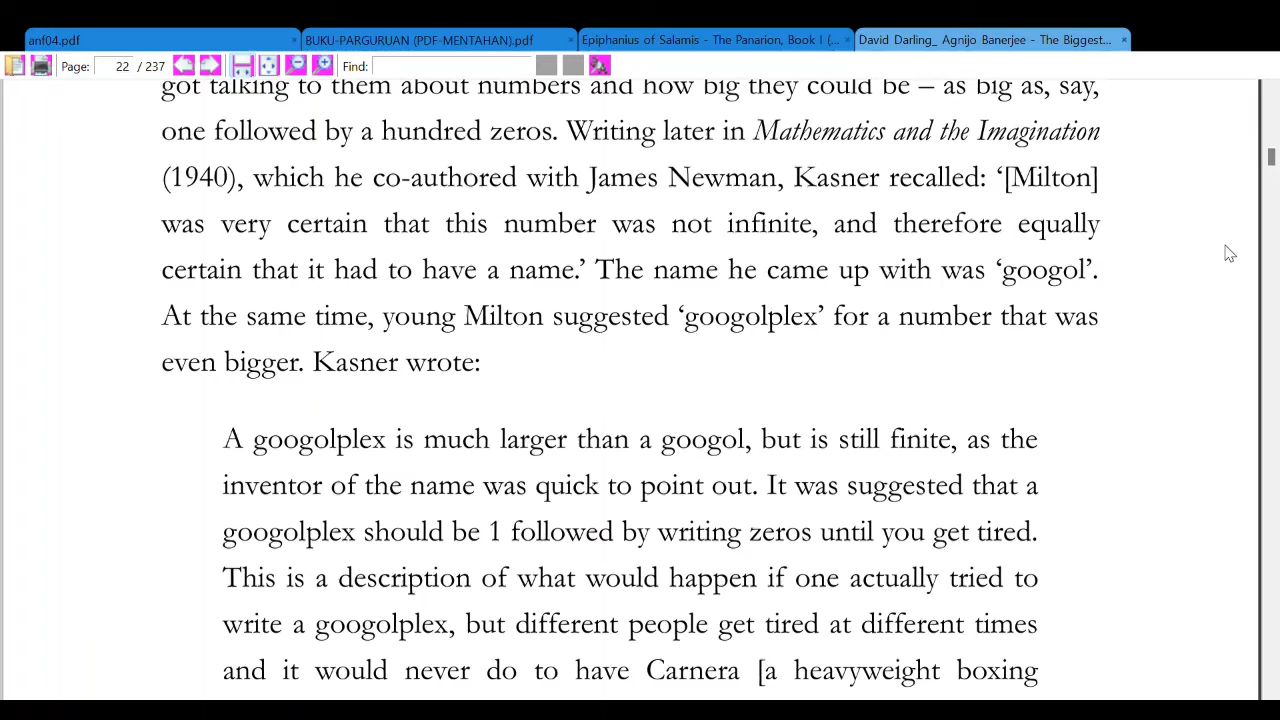 anf04.pdf × BUKU-PARGURUAN (PDF-MENTAHAN).pdf × Epiphanius of Salamis - The Panarion, Book I (... × David Darling_ Agnijo Banerjee - The Biggest... ×
Page: 22 / 237 Find:
got talking to them about numbers and how big they could be – as big as, say,
one followed by a hundred zeros. Writing later in Mathematics and the Imagination
(1940), which he co-authored with James Newman, Kasner recalled: ‘[Milton]
was very certain that this number was not infinite, and therefore equally
certain that it had to have a name.’ The name he came up with was ‘googol’.
At the same time, young Milton suggested ‘googolplex’ for a number that was
even bigger. Kasner wrote:
A googolplex is much larger than a googol, but is still finite, as the
inventor of the name was quick to point out. It was suggested that a
googolplex should be 1 followed by writing zeros until you get tired.
This is a description of what would happen if one actually tried to
write a googolplex, but different people get tired at different times
and it would never do to have Carnera [a heavyweight boxing